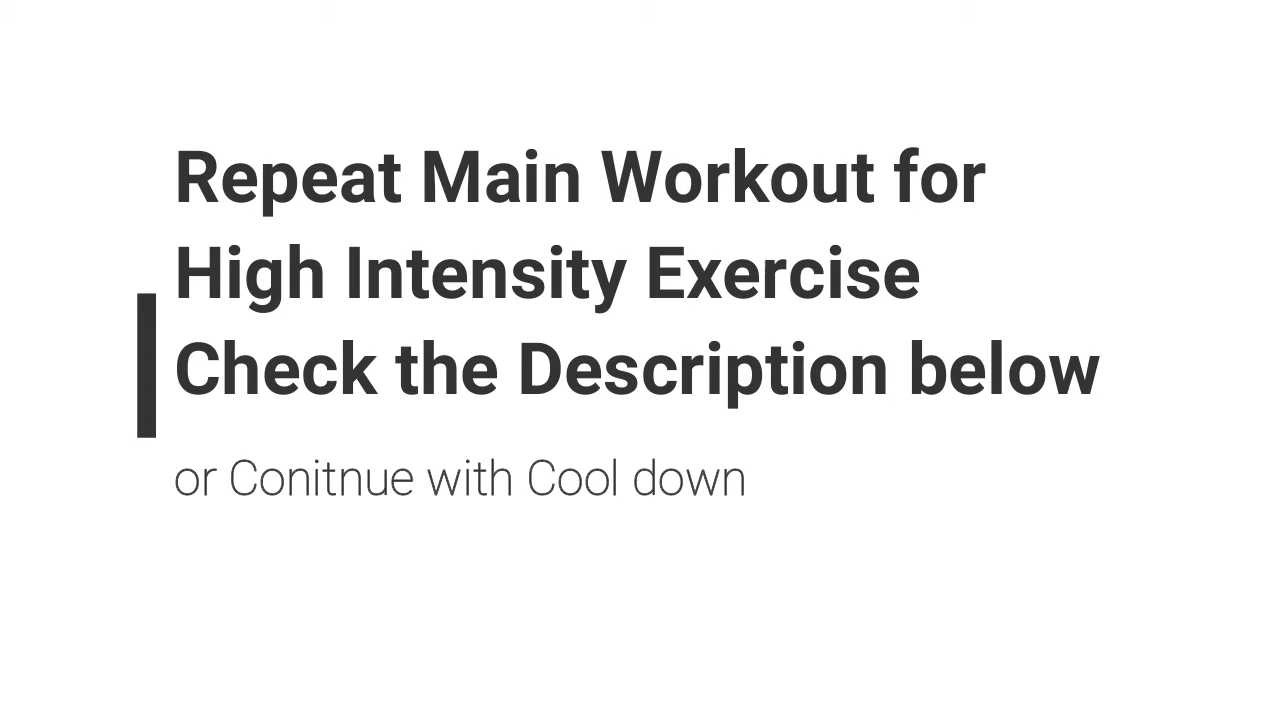 Repeat Main Workout for
High Intensity Exercise
Check the Description below
or Conitnue with Cool down